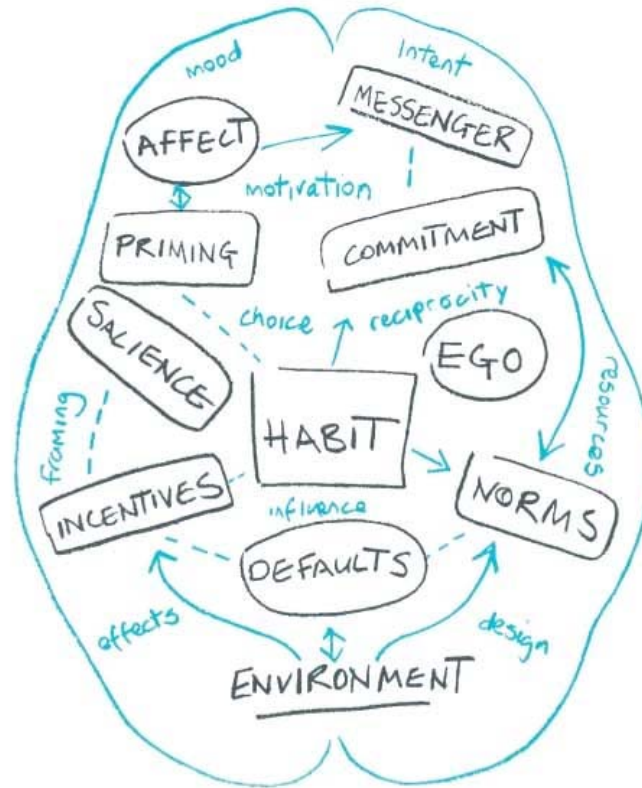 mood
Intent
AFFECT
MESSENGER
motivation
PRIMING
COMMITMENT
SALIENCE
choice
reciprocity
EGO
HABIT
framing
resources
INCENTIVES
NORMS
influence
DEFAULTS
effects
design
ENVIRONMENT